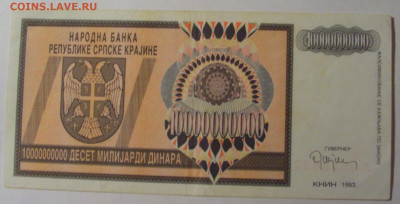 COINS.LAVE.RU
НАРОДНА БАНКА
РЕПУБЛИКЕ СРПСКЕ КРАЈИНЕ
10000000000
10000000000
ГУВЕРНЕР
10000000000 ДЕСЕТ МИЛИЈАРДИ ДИНАРА
КНИН 1993.